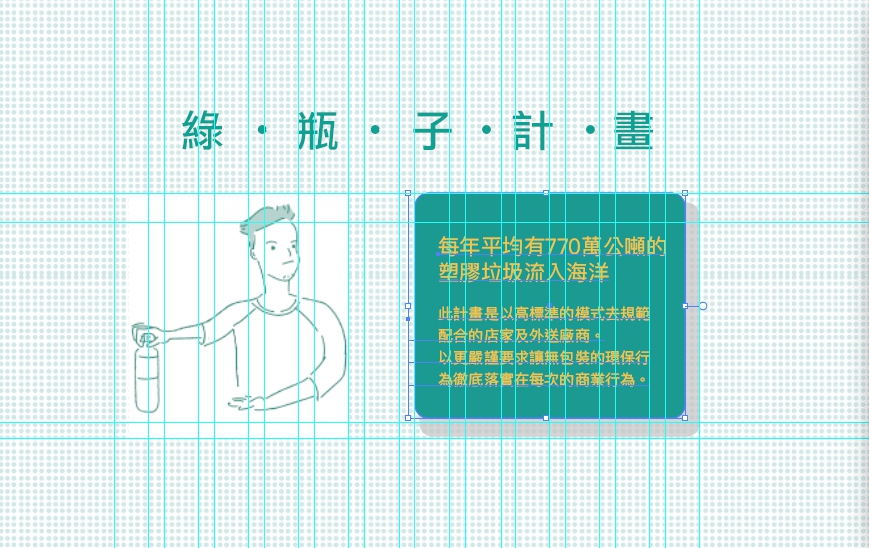 綠・瓶・子・計・畫
每年平均有770萬公噸的
塑膠垃圾流入海洋
此計畫是以高標準的模式去規範
配合的店家及外送廠商。
以更嚴謹要求讓無包裝的環保行
為徹底落實在每次的商業行為。